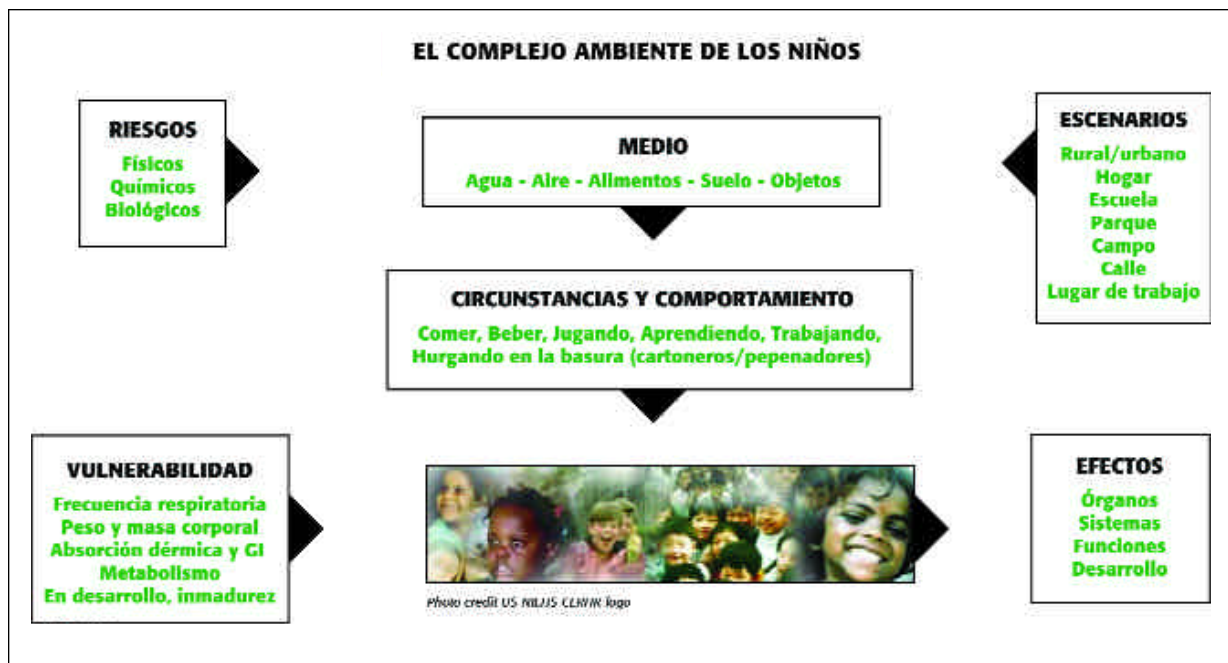 EL COMPLEJO AMBIENTE DE LOS NIÑOS
RIESGOS
Físicos
Químicos
Biológicos
MEDIO
Agua - Aire - Alimentos - Suelo - Objetos
ESCENARIOS
Rural/urbano
Hogar
Escuela
Parque
Campo
Calle
Lugar de trabajo
CIRCUNSTANCIAS Y COMPORTAMIENTO
Comer, Beber, Jugando, Aprendiendo, Trabajando,
Hurgando en la basura (cartoneros/pepenadores)
VULNERABILIDAD
Frecuencia respiratoria
Peso y masa corporal
Absorción dérmica y GI
Metabolismo
En desarrollo, inmadurez
EFECTOS
Órganos
Sistemas
Funciones
Desarrollo
Photo credit US logo